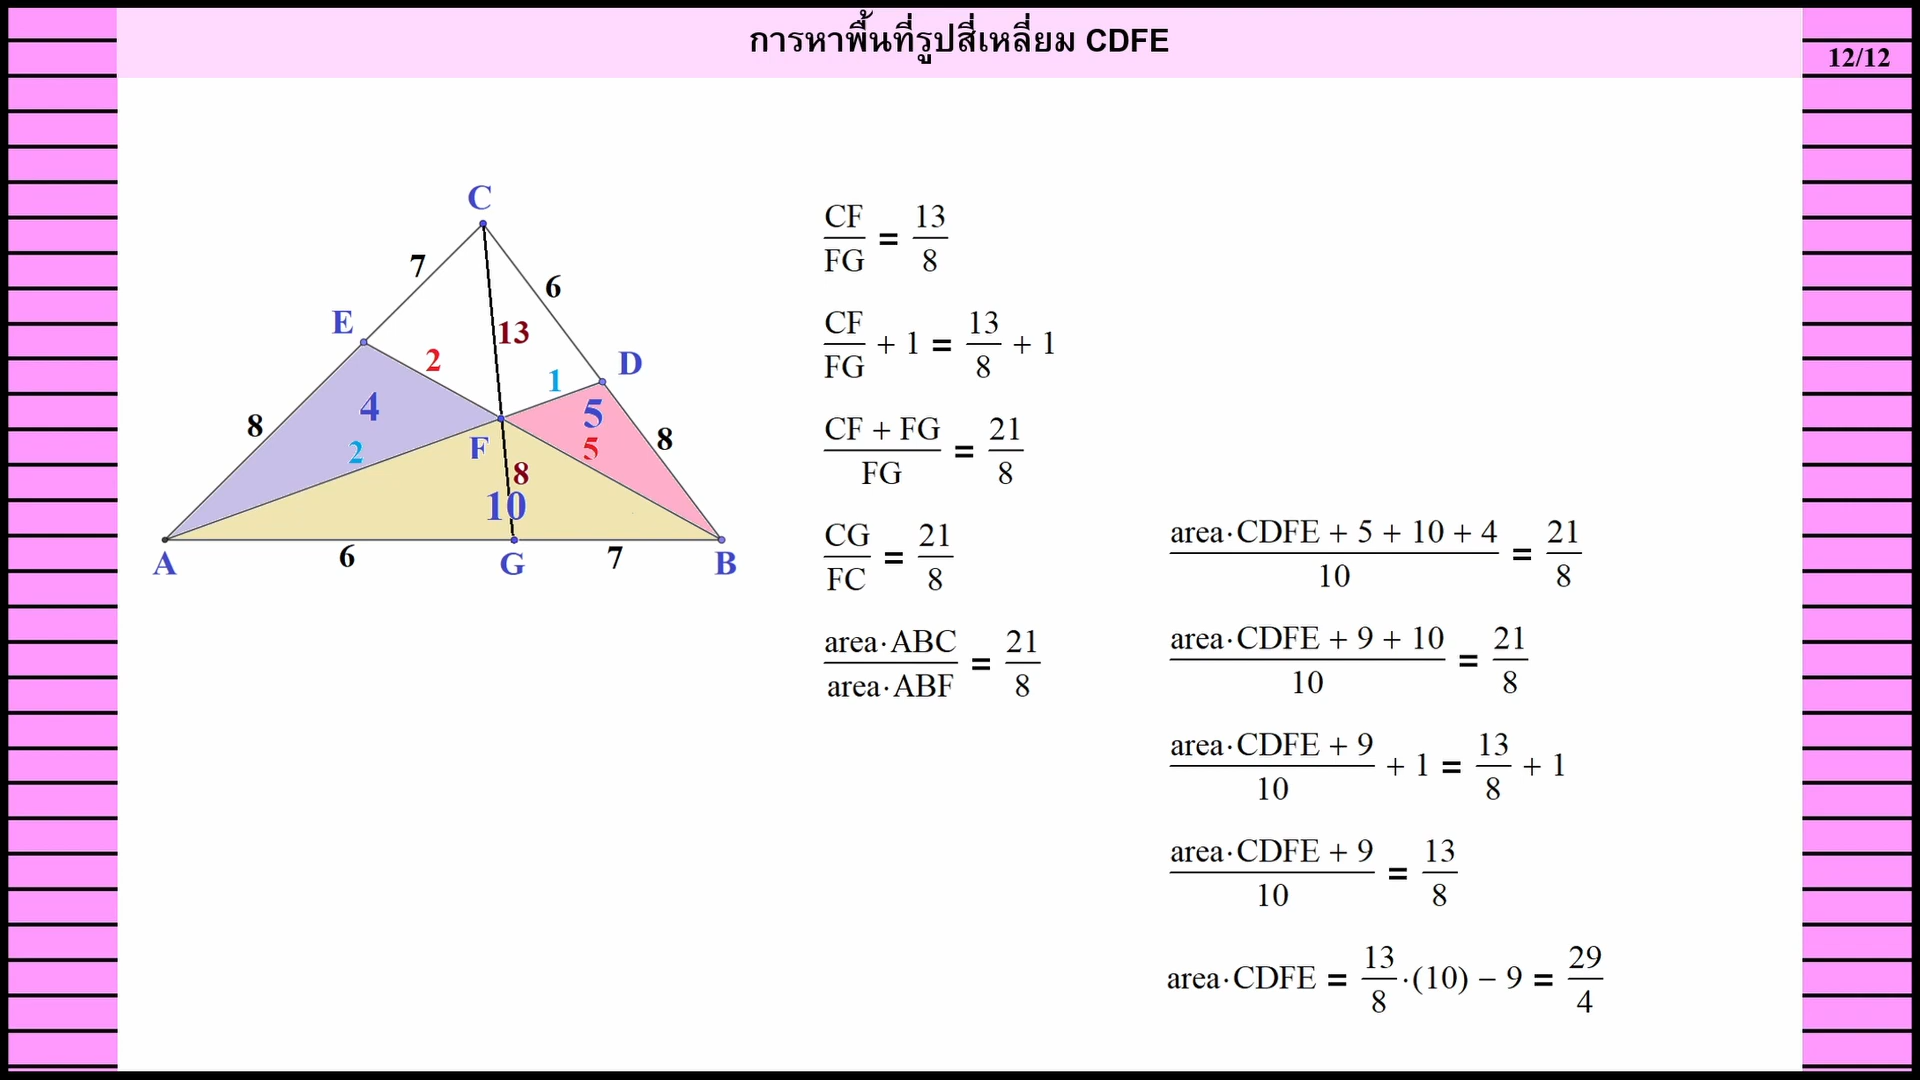 การหาพื้นที่รูปสี่เหลี่ยม CDFE
12/12
C
7
6
E
13
D
2
1
4
5
8
F
2
5
8
8
10
A
6
G
7
B
CF/FG = 13/8
CF/FG + 1 = 13/8 + 1
(CF + FG)/FG = 21/8
CG/FC = 21/8
area·ABC/area·ABF = 21/8
(area·CDFE + 5 + 10 + 4)/10 = 21/8
(area·CDFE + 9 + 10)/10 = 21/8
(area·CDFE + 9)/10 + 1 = 13/8 + 1
(area·CDFE + 9)/10 = 13/8
area·CDFE = 13/8·(10) − 9 = 29/4